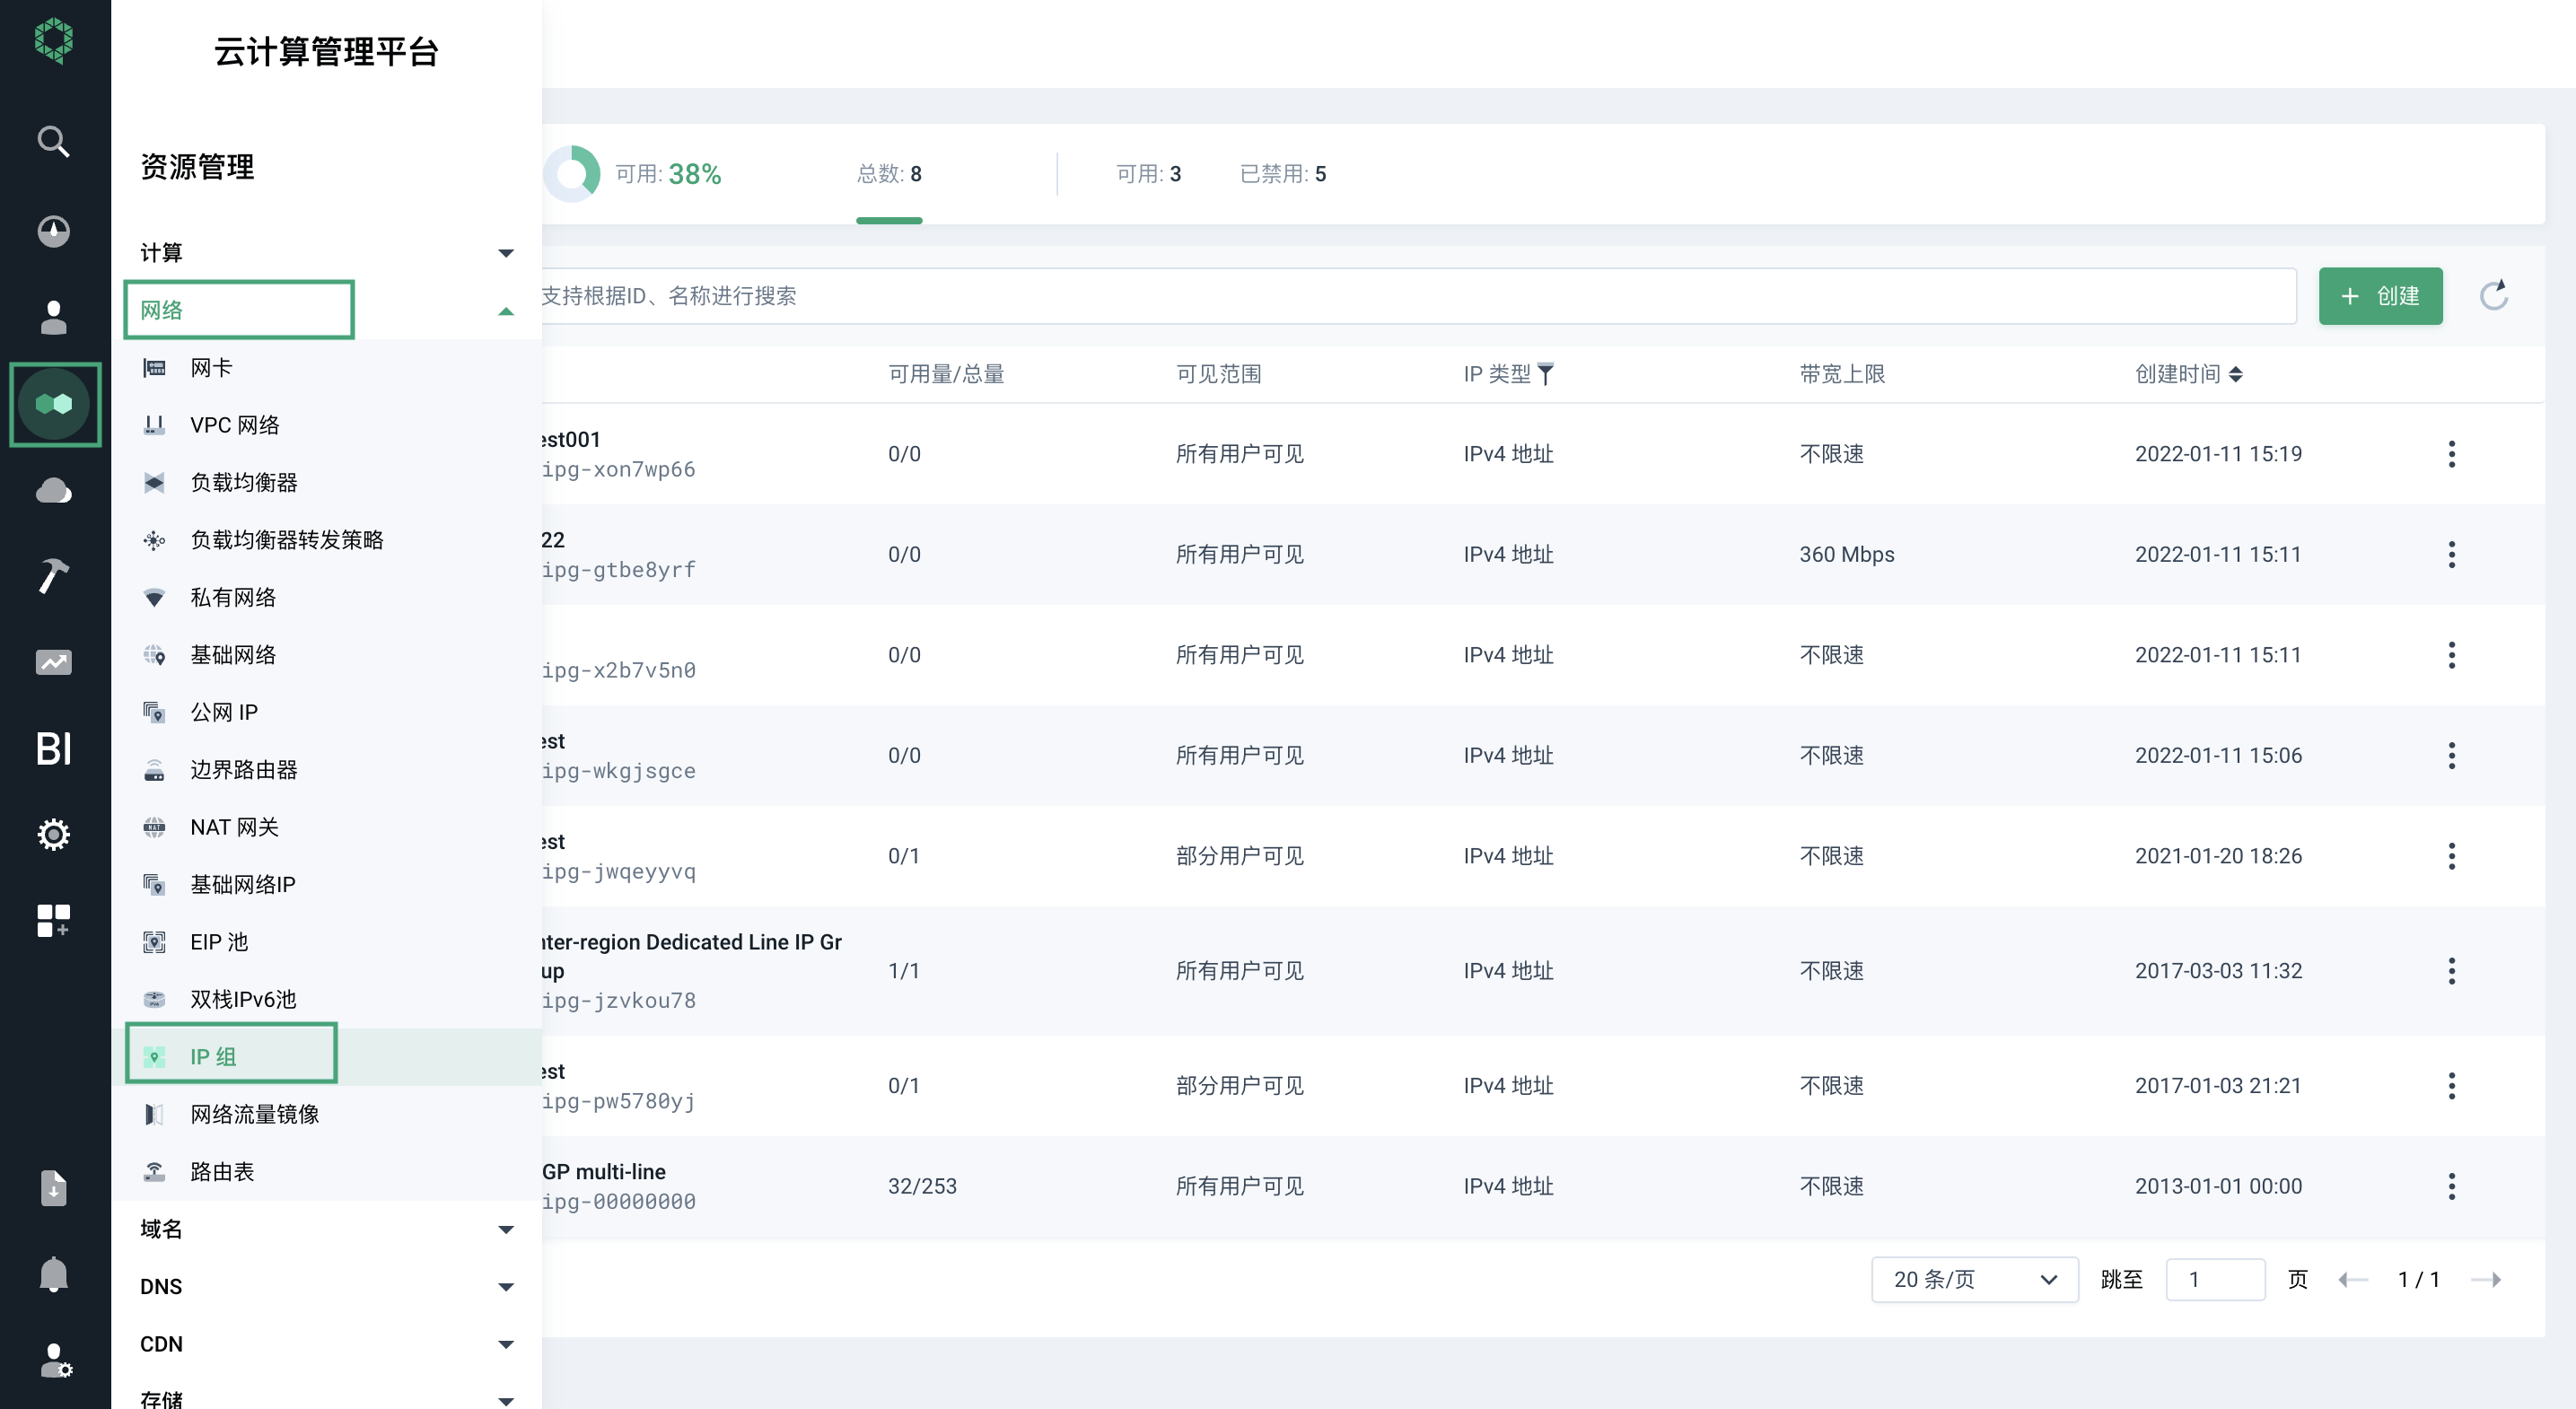 云计算管理平台
资源管理
计算
网络
网卡
VPC 网络
负载均衡器
负载均衡器转发策略
私有网络
基础网络
公网 IP
边界路由器
NAT 网关
基础网络IP
EIP 池
双栈IPv6池
IP 组
网络流量镜像
路由表
域名
DNS
CDN
存储
BI
可用: 38%
总数: 8
可用: 3
已禁用: 5
支持根据ID、名称进行搜索
+ 创建
可用量/总量 可见范围 IP 类型 带宽上限 创建时间
est001
ipg-xon7wp66 0/0 所有用户可见 IPv4 地址 不限速 2022-01-11 15:19
22
ipg-gtbe8yrf 0/0 所有用户可见 IPv4 地址 360 Mbps 2022-01-11 15:11
ipg-x2b7v5n0 0/0 所有用户可见 IPv4 地址 不限速 2022-01-11 15:11
est
ipg-wkgjsgce 0/0 所有用户可见 IPv4 地址 不限速 2022-01-11 15:06
est
ipg-jwqeyyvq 0/1 部分用户可见 IPv4 地址 不限速 2021-01-20 18:26
nter-region Dedicated Line IP Gr
up
ipg-jzvkou78 1/1 所有用户可见 IPv4 地址 不限速 2017-03-03 11:32
est
ipg-pw5780yj 0/1 部分用户可见 IPv4 地址 不限速 2017-01-03 21:21
GP multi-line
ipg-00000000 32/253 所有用户可见 IPv4 地址 不限速 2013-01-01 00:00
20 条/页 跳至 1 页 1 / 1